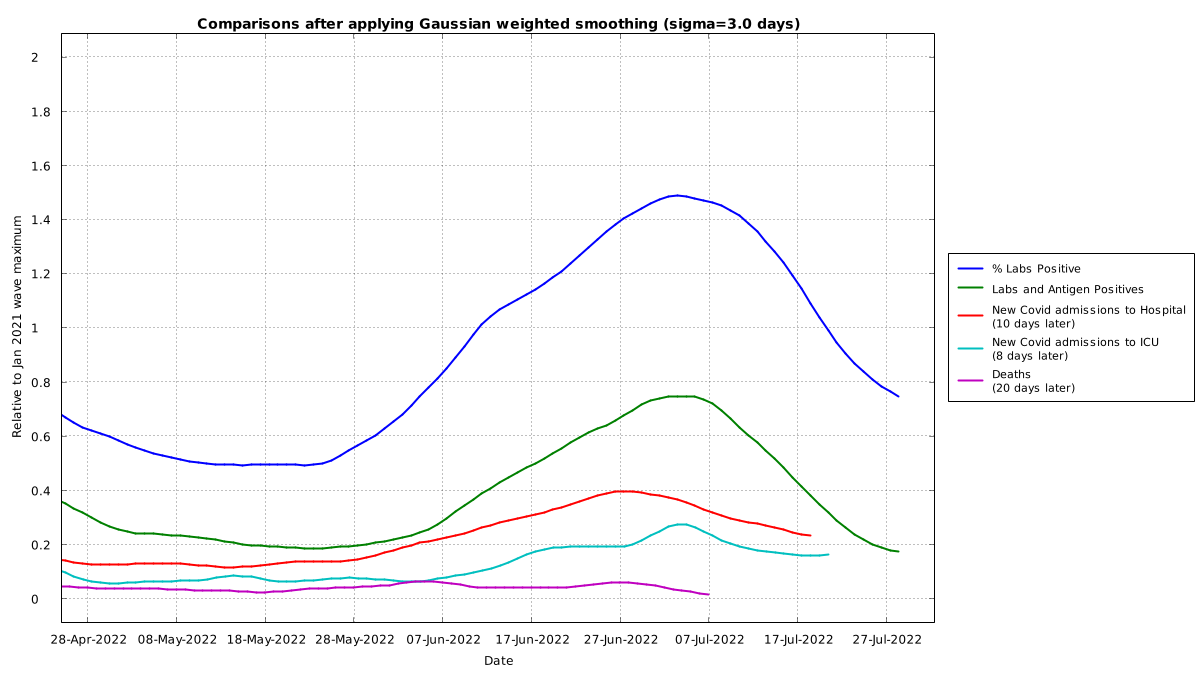 Comparisons after applying Gaussian weighted smoothing (sigma=3.0 days)
Relative to Jan 2021 wave maximum
2
1.8
1.6
1.4
1.2
1
0.8
0.6
0.4
0.2
0
28-Apr-2022 08-May-2022 18-May-2022 28-May-2022 07-Jun-2022 17-Jun-2022 27-Jun-2022 07-Jul-2022 17-Jul-2022 27-Jul-2022
Date
% Labs Positive
Labs and Antigen Positives
New Covid admissions to Hospital
(10 days later)
New Covid admissions to ICU
(8 days later)
Deaths
(20 days later)